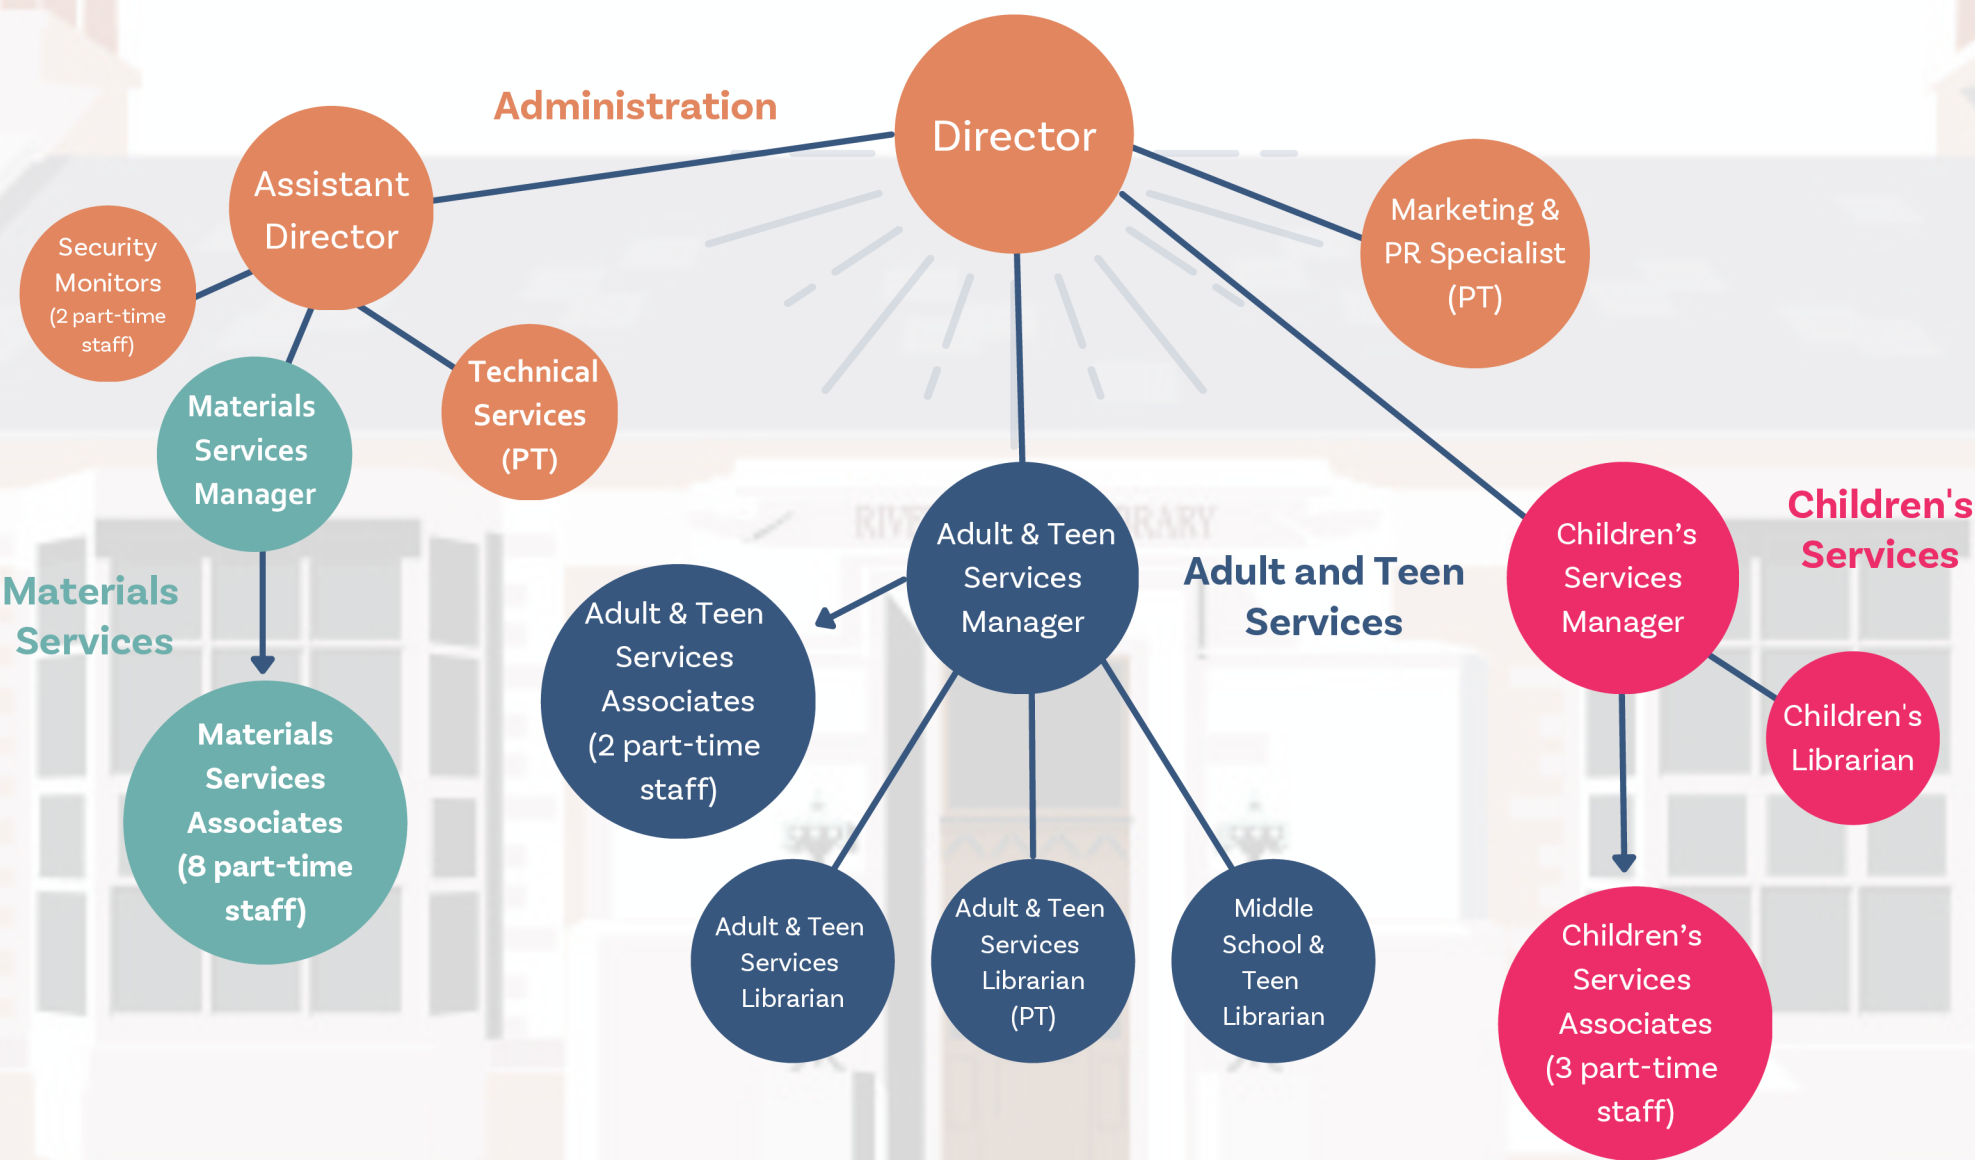 Administration
Director
Assistant
Director
Marketing &
PR Specialist
(PT)
Security
Monitors
(2 part-time
staff)
Technical
Services
(PT)
Materials
Services
Manager
Materials
Services
Materials
Services
Associates
(8 part-time
staff)
Adult & Teen
Services
Manager
Adult and Teen
Services
Adult & Teen
Services
Associates
(2 part-time
staff)
Adult & Teen
Services
Librarian
Adult & Teen
Services
Librarian
(PT)
Middle
School &
Teen
Librarian
Children’s
Services
Manager
Children's
Services
Children's
Librarian
Children’s
Services
Associates
(3 part-time
staff)